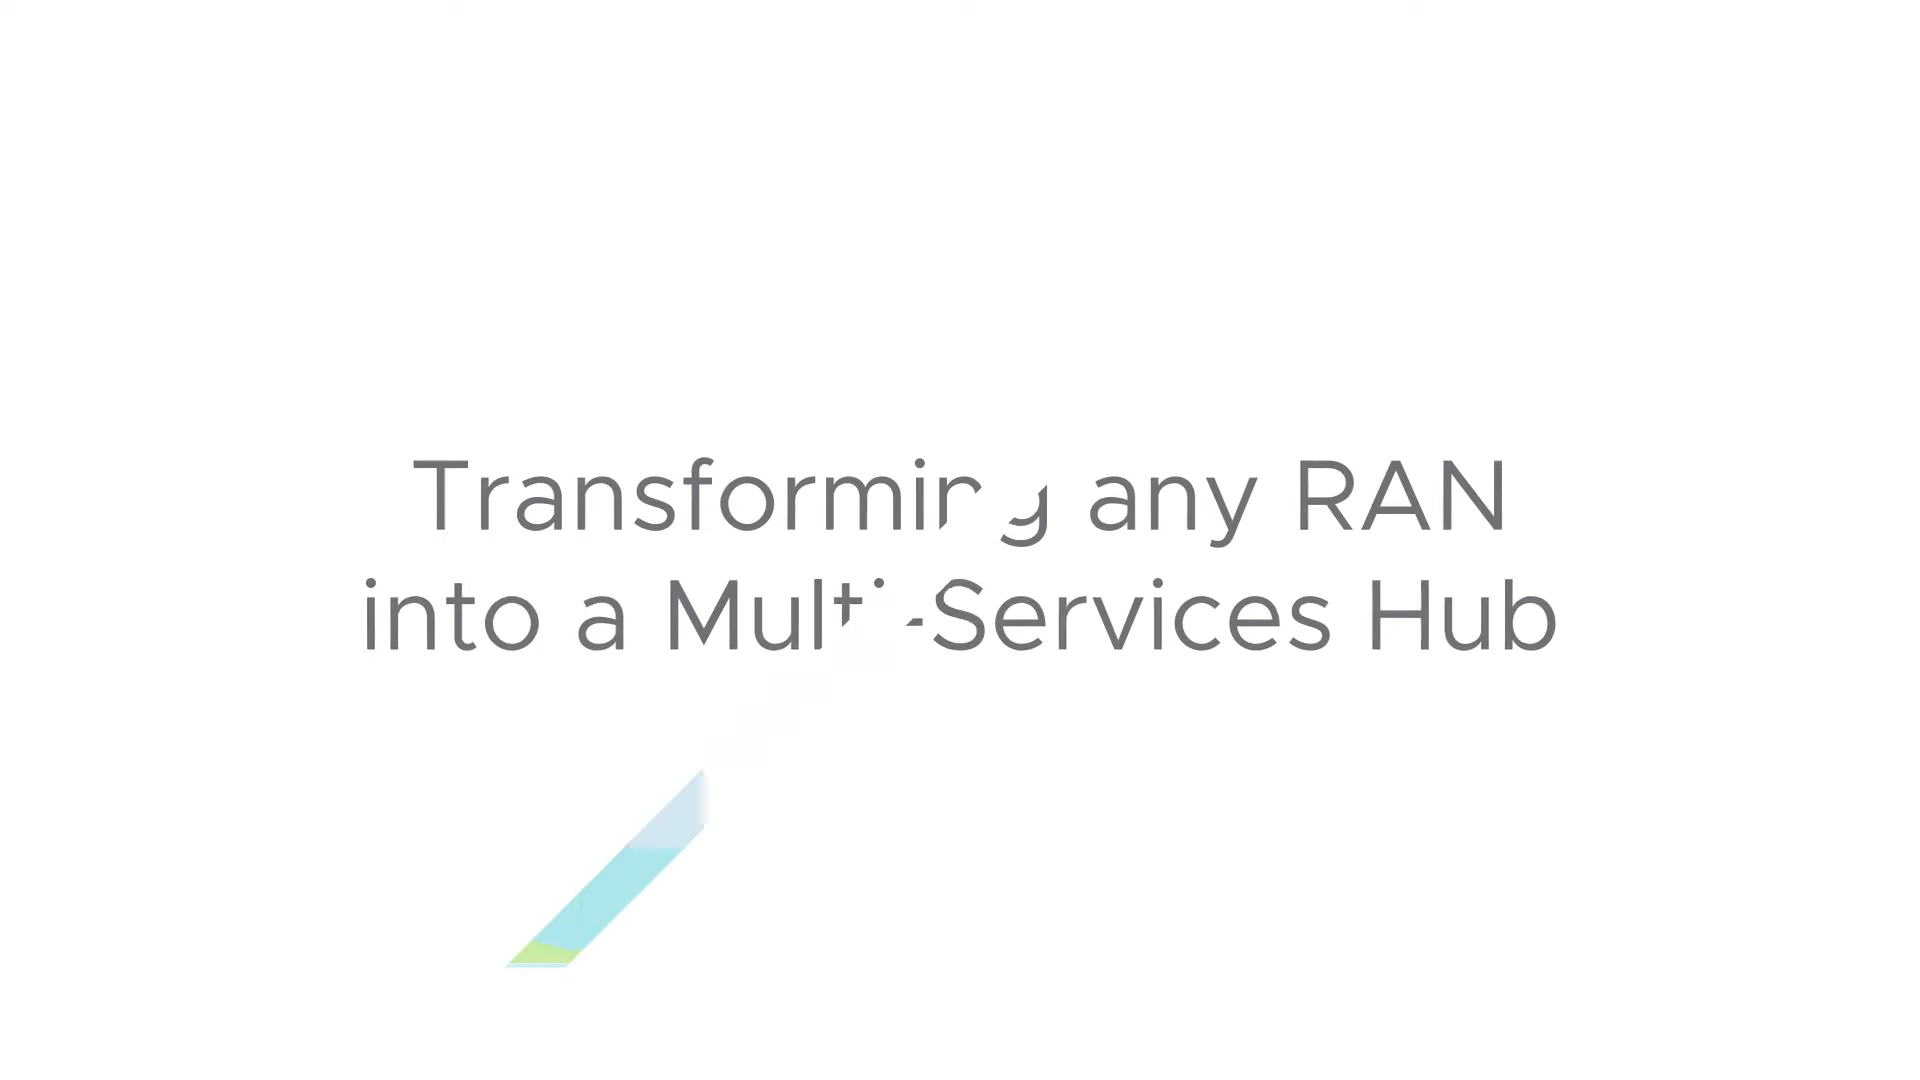 Transforming any RAN
into a Multi-Services Hub